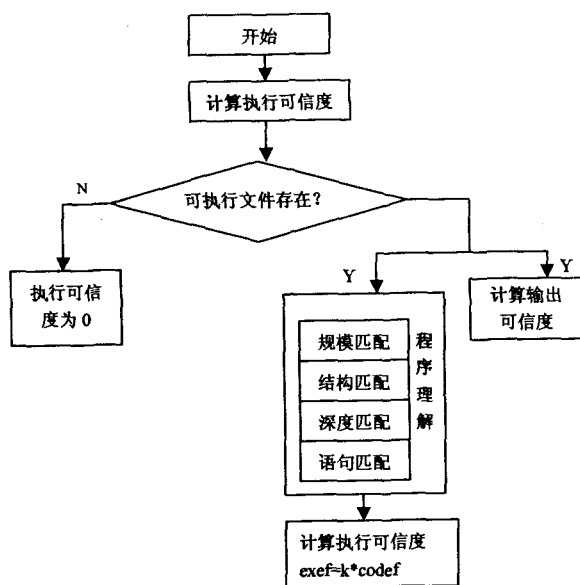 开始
计算执行可信度
N
可执行文件存在?
Y
Y
执行可信
度为 0
计算输出
可信度
规模匹配
结构匹配
深度匹配
语句匹配
程序理解
计算执行可信度
exef=k*codef